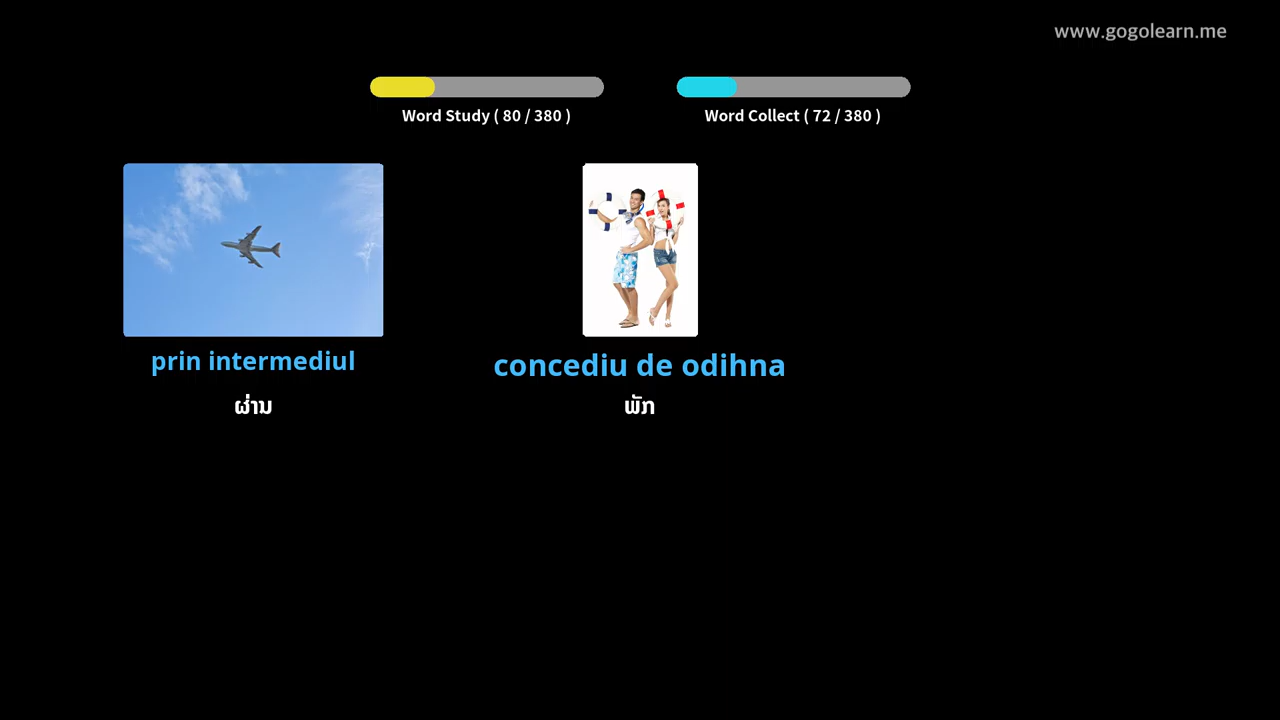 www.gogolearn.me
Word Study ( 80 / 380 )
Word Collect ( 72 / 380 )
prin intermediul
ຜ່ານ
concediu de odihna
ພັກ